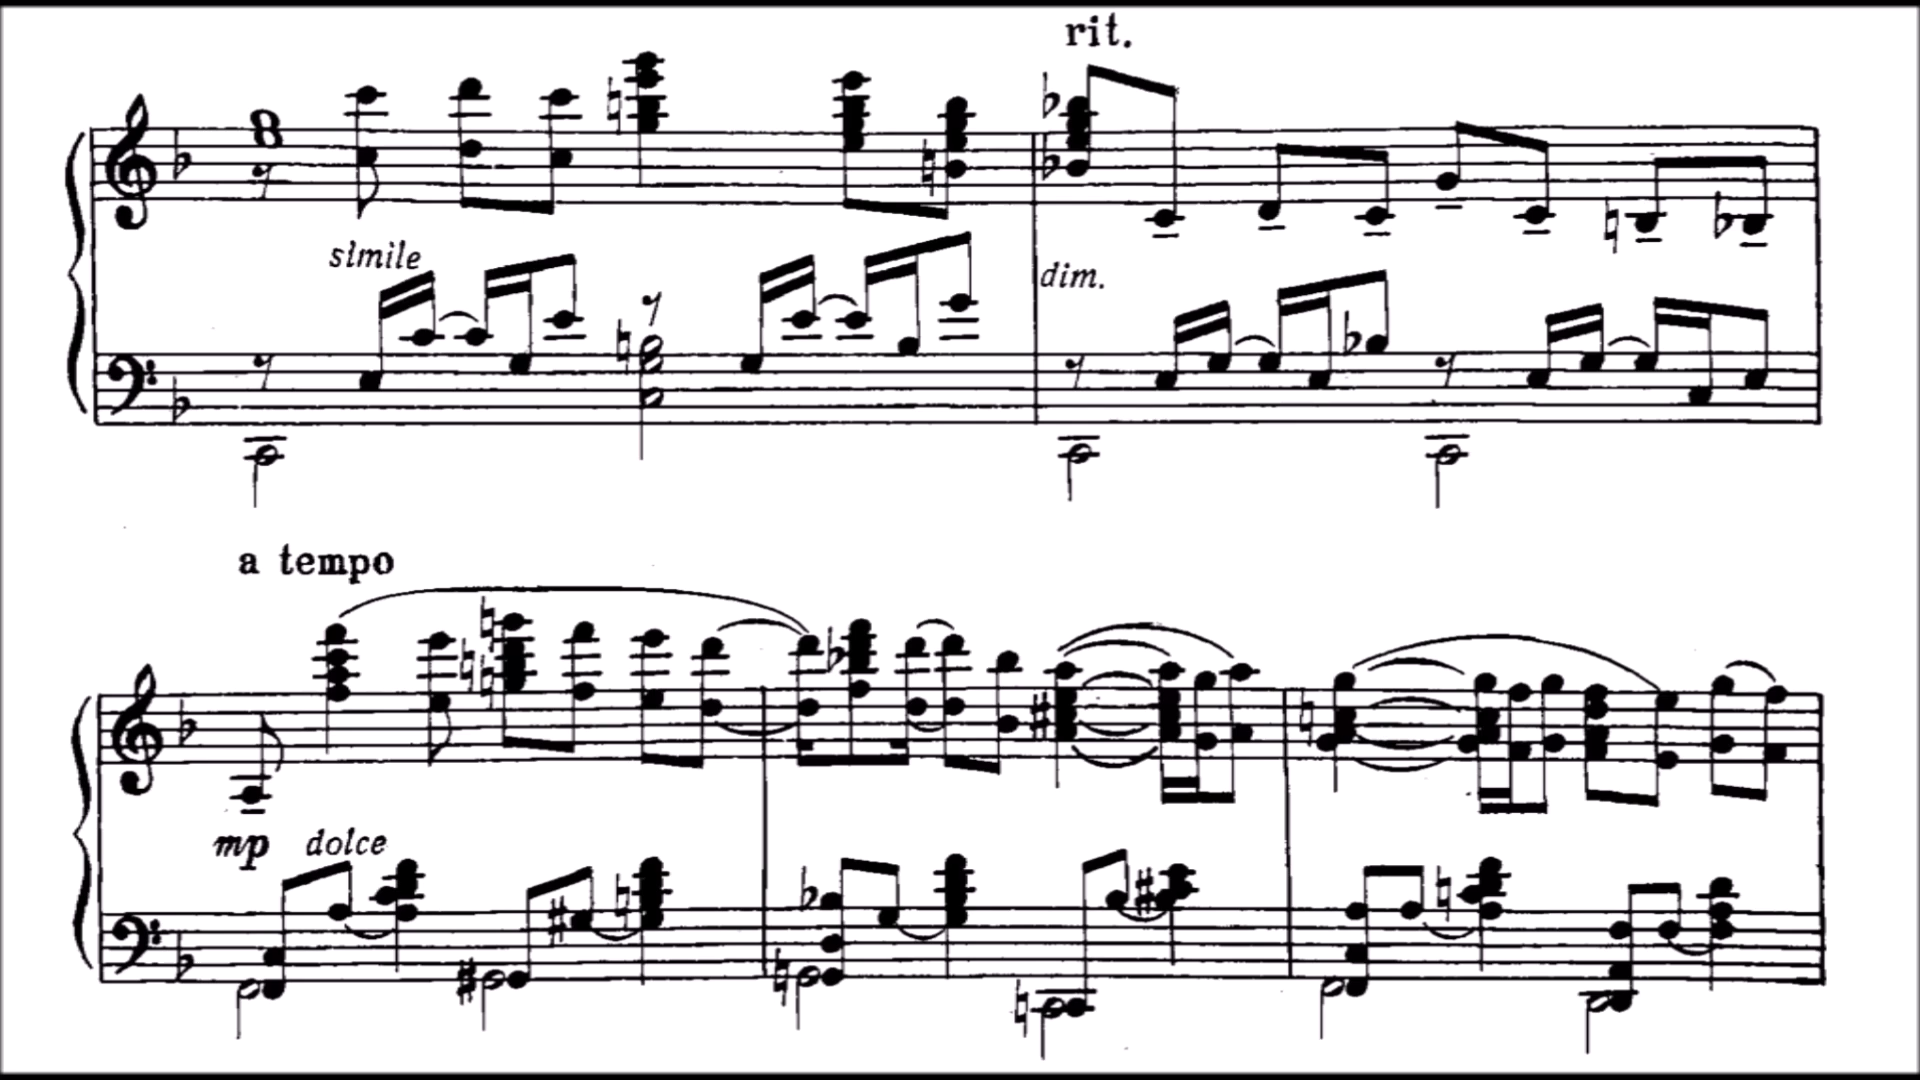 rit.
simile
dim.
a tempo
mp dolce